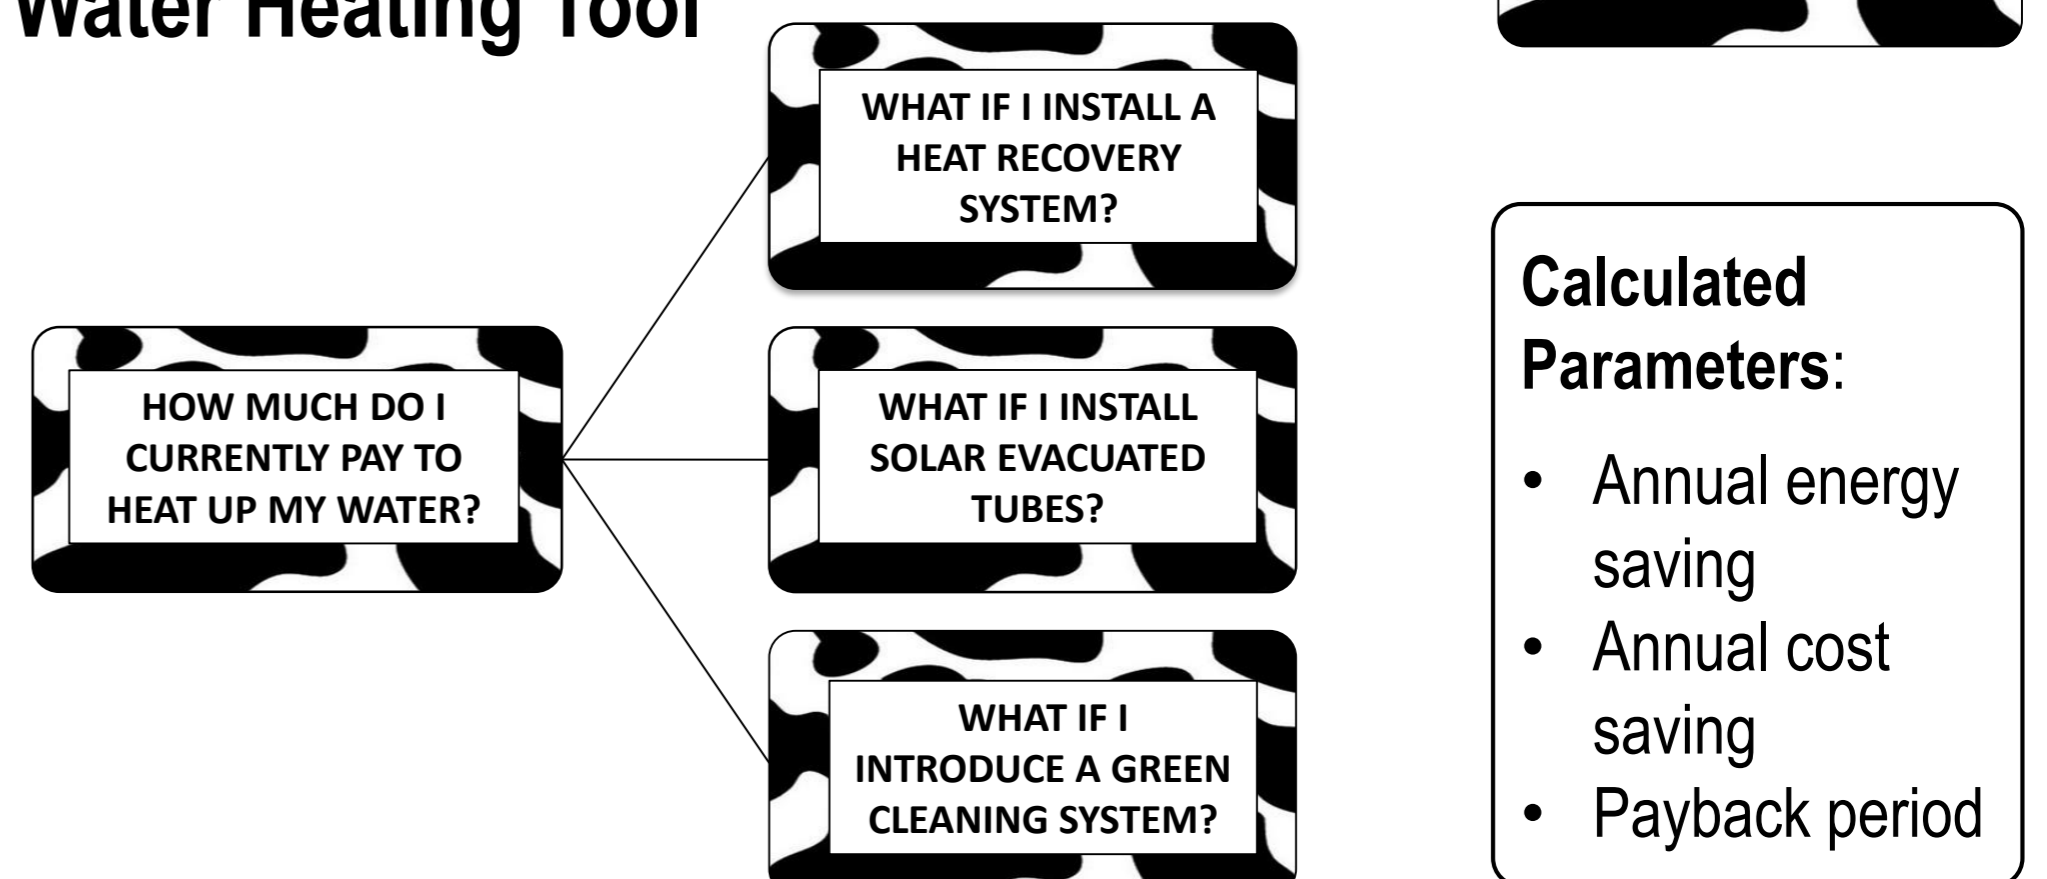 Water Heating Tool
WHAT IF I INSTALL A
HEAT RECOVERY
SYSTEM?
HOW MUCH DO I
CURRENTLY PAY TO
HEAT UP MY WATER?
WHAT IF I INSTALL
SOLAR EVACUATED
TUBES?
WHAT IF I
INTRODUCE A GREEN
CLEANING SYSTEM?
Calculated
Parameters:
• Annual energy
saving
• Annual cost
saving
• Payback period